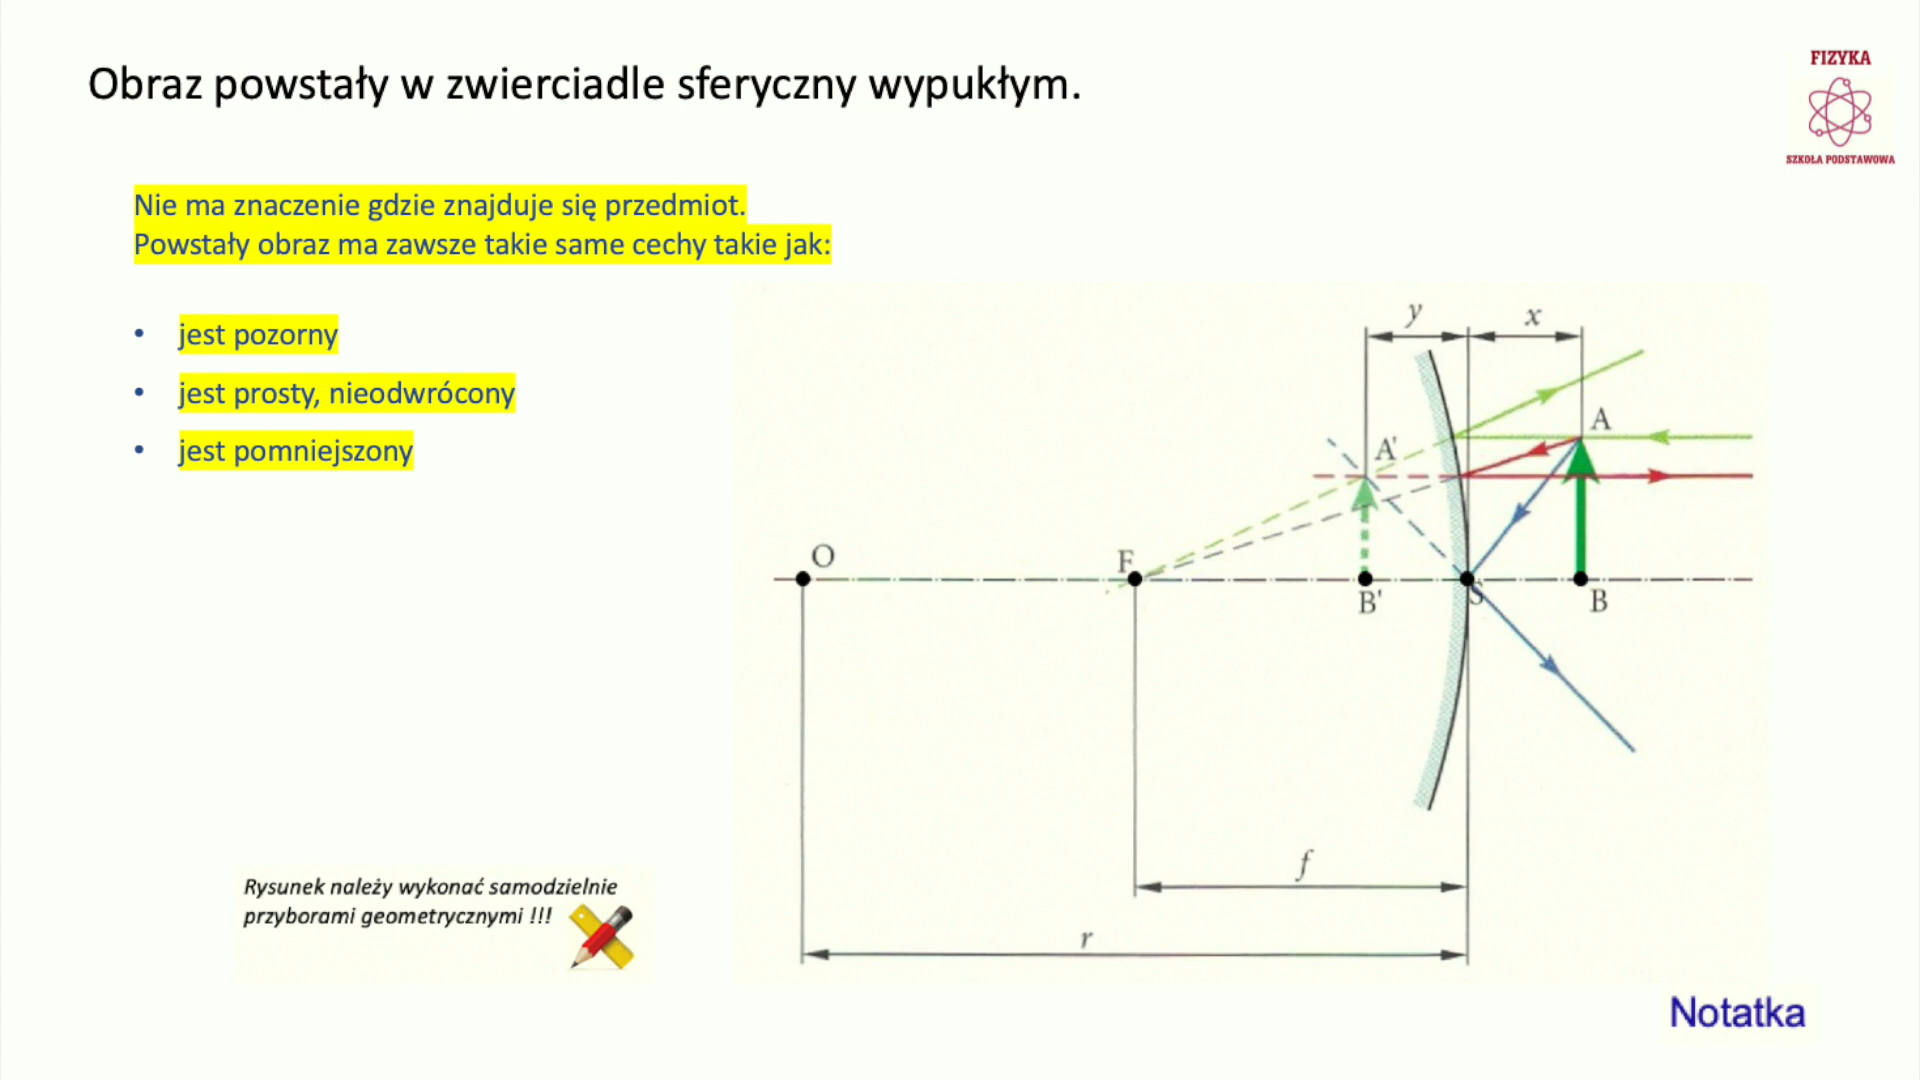 Obraz powstały w zwierciadle sferyczny wypukłym.
FIZYKA
SZKOŁA PODSTAWOWA
Nie ma znaczenie gdzie znajduje się przedmiot.
Powstały obraz ma zawsze takie same cechy takie jak:
• jest pozorny
• jest prosty, nieodwrócony
• jest pomniejszony
y
x
A
A'
O
F
B'
S
B
f
r
Rysunek należy wykonać samodzielnie
przyborami geometrycznymi !!!
Notatka